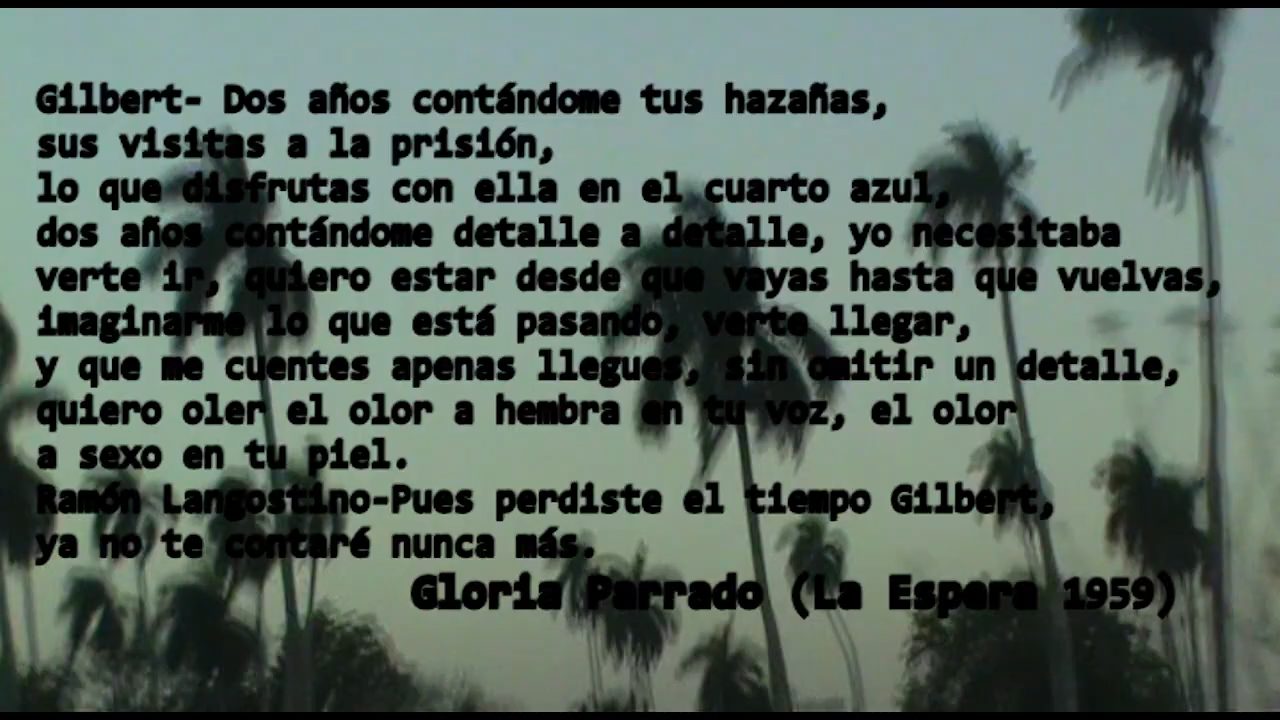 Gilbert- Dos años contándome tus hazañas,
sus visitas a la prisión,
lo que disfrutas con ella en el cuarto azul,
dos años contándome detalle a detalle, yo necesitaba
verte ir, quiero estar desde que vayas hasta que vuelvas,
imaginarme lo que está pasando, verte llegar,
y que me cuentes apenas llegues, sin omitir un detalle,
quiero oler el olor a hembra en tu voz, el olor
a sexo en tu piel.
Ramón Langostino-Pues perdiste el tiempo Gilbert,
ya no te contaré nunca más.
Gloria Parrado (La Espera 1959)